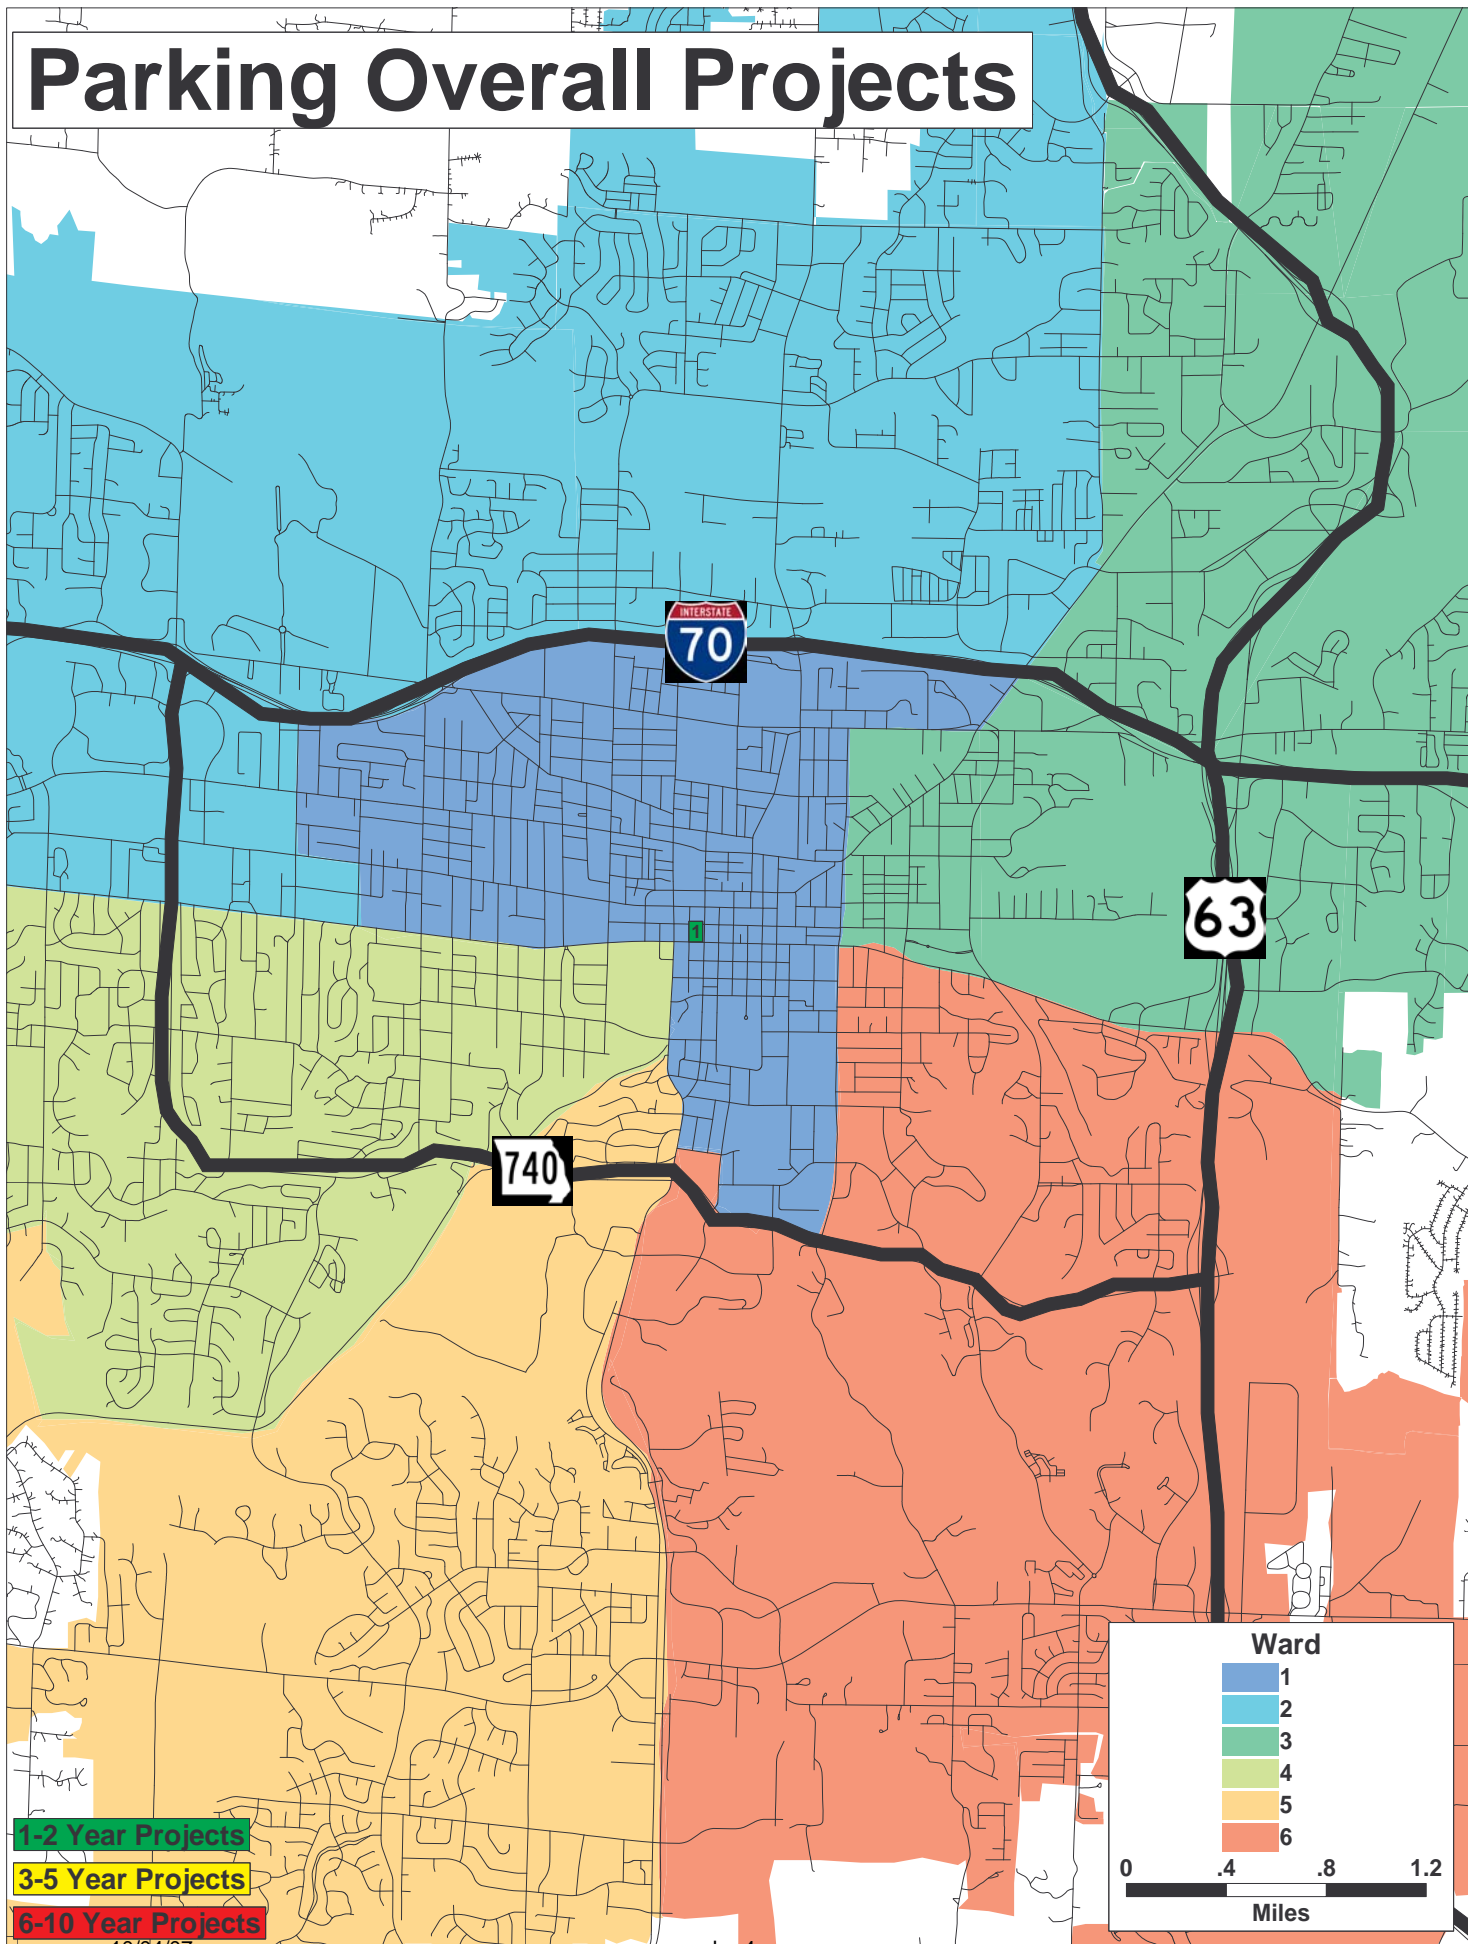 Parking Overall Projects
INTERSTATE
70
63
1
740
Ward
1
2
3
4
5
6
0 .4 .8 1.2
Miles
1-2 Year Projects
3-5 Year Projects
6-10 Year Projects